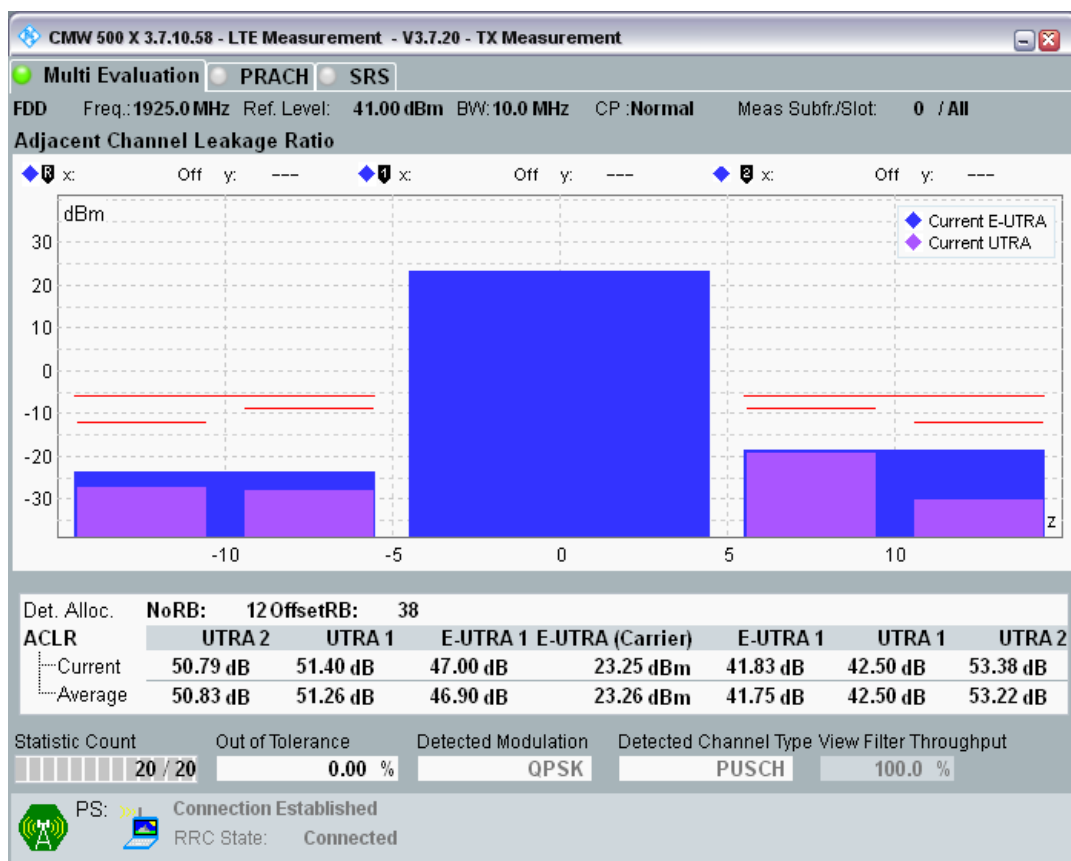 CMW 500 X 3.7.10.58 - LTE Measurement - V3.7.20 - TX Measurement
Multi Evaluation PRACH SRS
FDD Freq.: 1925.0 MHz Ref. Level: 41.00 dBm BW: 10.0 MHz CP : Normal Meas Subfr./Slot: 0 / All
Adjacent Channel Leakage Ratio
R x: Off y: --- 1 x: Off y: --- 2 x: Off y: ---
dBm
Current E-UTRA
Current UTRA
30
20
10
0
-10
-20
-30
z
-10 -5 0 5 10
Det. Alloc. NoRB: 12 OffsetRB: 38
ACLR UTRA 2 UTRA 1 E-UTRA 1 E-UTRA (Carrier) E-UTRA 1 UTRA 1 UTRA 2
Current 50.79 dB 51.40 dB 47.00 dB 23.25 dBm 41.83 dB 42.50 dB 53.38 dB
Average 50.83 dB 51.26 dB 46.90 dB 23.26 dBm 41.75 dB 42.50 dB 53.22 dB
Statistic Count Out of Tolerance Detected Modulation Detected Channel Type View Filter Throughput
20 / 20 0.00 % QPSK PUSCH 100.0 %
PS: Connection Established
RRC State: Connected